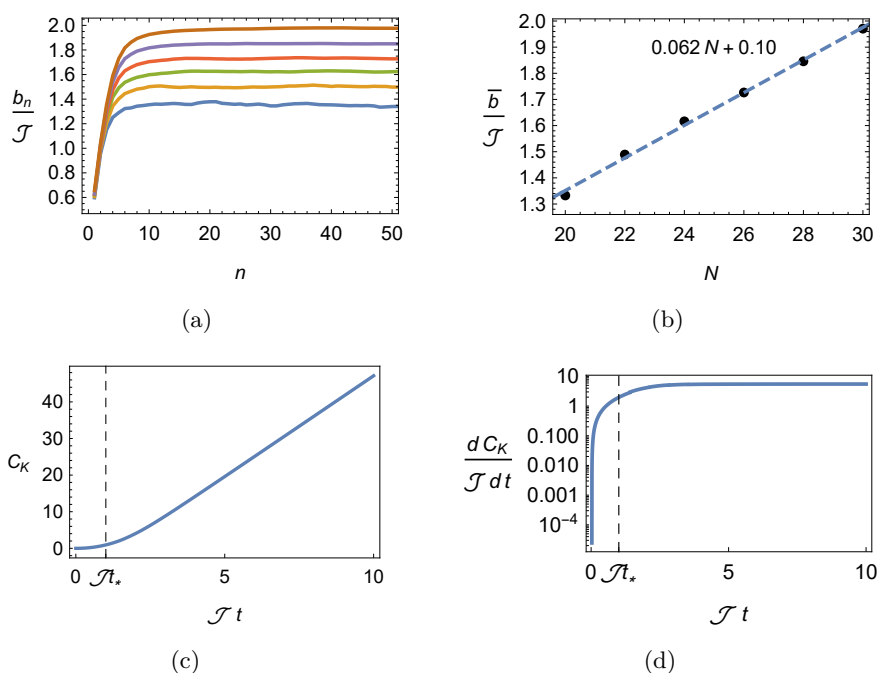 2.0
1.8
1.6
1.4
1.2
1.0
0.8
0.6
b_n
𝒥
0 10 20 30 40 50
n
(a)
2.0
1.9
1.8
1.7
1.6
1.5
1.4
1.3
b̅
𝒥
0.062 N + 0.10
20 22 24 26 28 30
N
(b)
40
30
20
10
0
C_K
0 𝒥t_* 5 10
𝒥 t
(c)
10
1
0.100
0.010
0.001
10⁻⁴
d C_K
𝒥 d t
0 𝒥t_* 5 10
𝒥 t
(d)